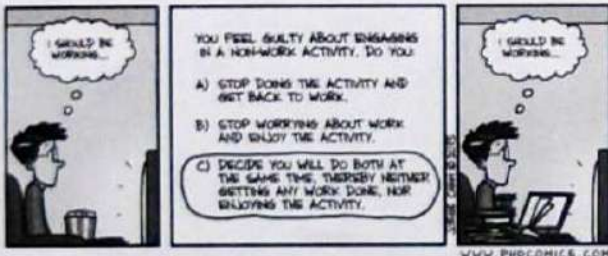 I SHOULD BE
WORKING...
YOU FEEL GUILTY ABOUT ENGAGING
IN A NON-WORK ACTIVITY. DO YOU:
A) STOP DOING THE ACTIVITY AND
GET BACK TO WORK.
B) STOP WORRYING ABOUT WORK
AND ENJOY THE ACTIVITY.
C) DECIDE YOU WILL DO BOTH AT
THE SAME TIME, THEREBY NEITHER
GETTING ANY WORK DONE, NOR
ENJOYING THE ACTIVITY.
I SHOULD BE
WORKING...
WWW.PHDCOMICS.COM